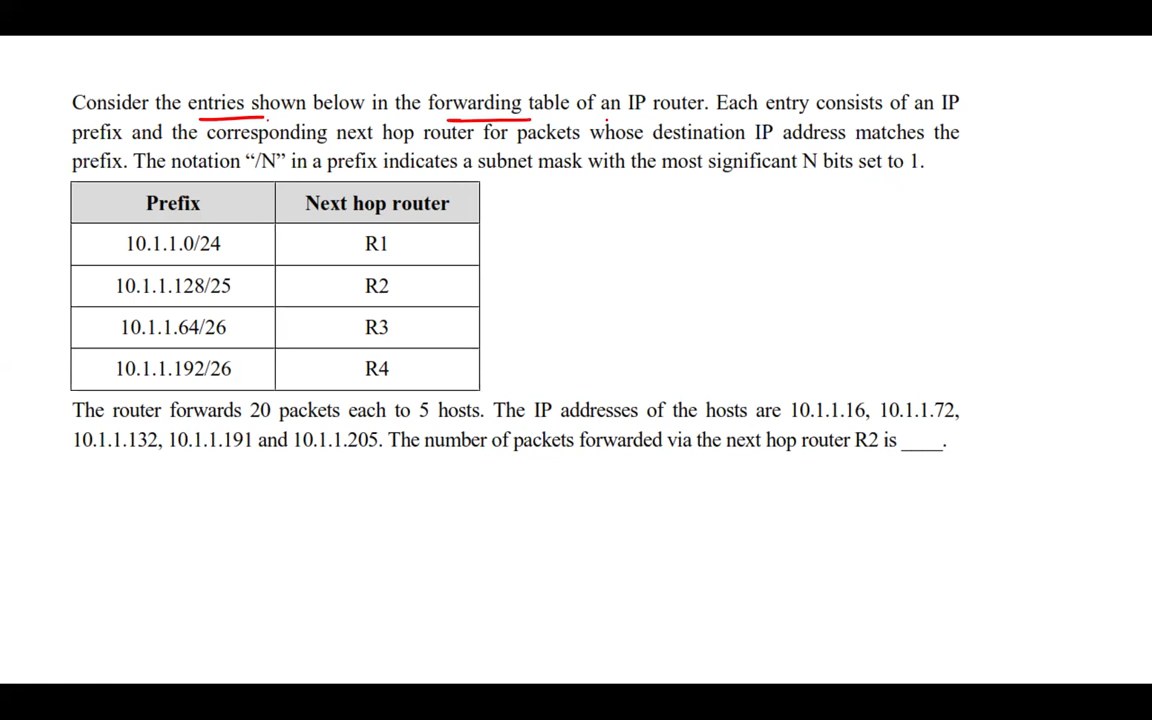 Consider the entries shown below in the forwarding table of an IP router. Each entry consists of an IP
prefix and the corresponding next hop router for packets whose destination IP address matches the
prefix. The notation “/N” in a prefix indicates a subnet mask with the most significant N bits set to 1.
Prefix Next hop router
10.1.1.0/24 R1
10.1.1.128/25 R2
10.1.1.64/26 R3
10.1.1.192/26 R4
The router forwards 20 packets each to 5 hosts. The IP addresses of the hosts are 10.1.1.16, 10.1.1.72,
10.1.1.132, 10.1.1.191 and 10.1.1.205. The number of packets forwarded via the next hop router R2 is ____.